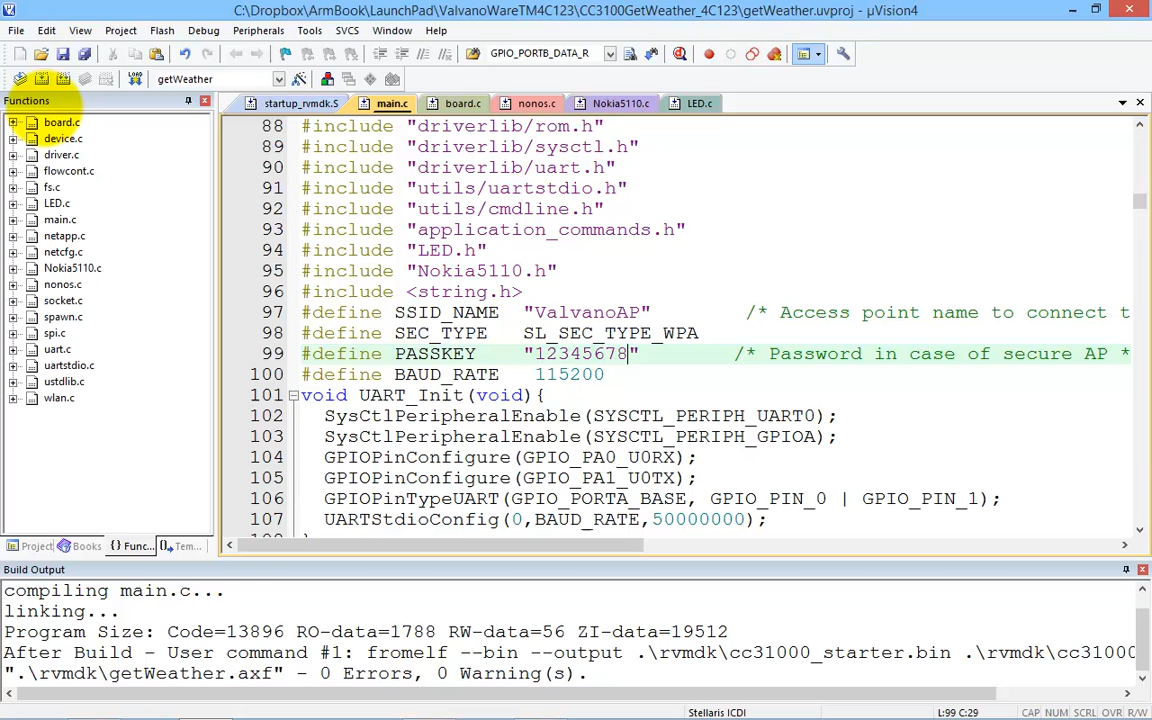 C:\Dropbox\ArmBook\LaunchPad\ValvanoWareTM4C123\CC3100GetWeather_4C123\getWeather.uvproj - µVision4
File Edit View Project Flash Debug Peripherals Tools SVCS Window Help
GPIO_PORTB_DATA_R
LOAD getWeather
Functions
startup_rvmdk.S main.c board.c nonos.c Nokia5110.c LED.c
board.c
device.c
driver.c
flowcont.c
fs.c
LED.c
main.c
netapp.c
netcfg.c
Nokia5110.c
nonos.c
socket.c
spawn.c
spi.c
uart.c
uartstdio.c
ustdlib.c
wlan.c
88 #include "driverlib/rom.h"
89 #include "driverlib/sysctl.h"
90 #include "driverlib/uart.h"
91 #include "utils/uartstdio.h"
92 #include "utils/cmdline.h"
93 #include "application_commands.h"
94 #include "LED.h"
95 #include "Nokia5110.h"
96 #include <string.h>
97 #define SSID_NAME "ValvanoAP" /* Access point name to connect t
98 #define SEC_TYPE SL_SEC_TYPE_WPA
99 #define PASSKEY "12345678" /* Password in case of secure AP *
100 #define BAUD_RATE 115200
101 void UART_Init(void){
102 SysCtlPeripheralEnable(SYSCTL_PERIPH_UART0);
103 SysCtlPeripheralEnable(SYSCTL_PERIPH_GPIOA);
104 GPIOPinConfigure(GPIO_PA0_U0RX);
105 GPIOPinConfigure(GPIO_PA1_U0TX);
106 GPIOPinTypeUART(GPIO_PORTA_BASE, GPIO_PIN_0 | GPIO_PIN_1);
107 UARTStdioConfig(0,BAUD_RATE,50000000);
Project Books {} Func... Tem...
Build Output
compiling main.c...
linking...
Program Size: Code=13896 RO-data=1788 RW-data=56 ZI-data=19512
After Build - User command #1: fromelf --bin --output .\rvmdk\cc31000_starter.bin .\rvmdk\cc31000
".\rvmdk\getWeather.axf" - 0 Errors, 0 Warning(s).
Stellaris ICDI L:99 C:29 CAP NUM SCRL OVR R/W